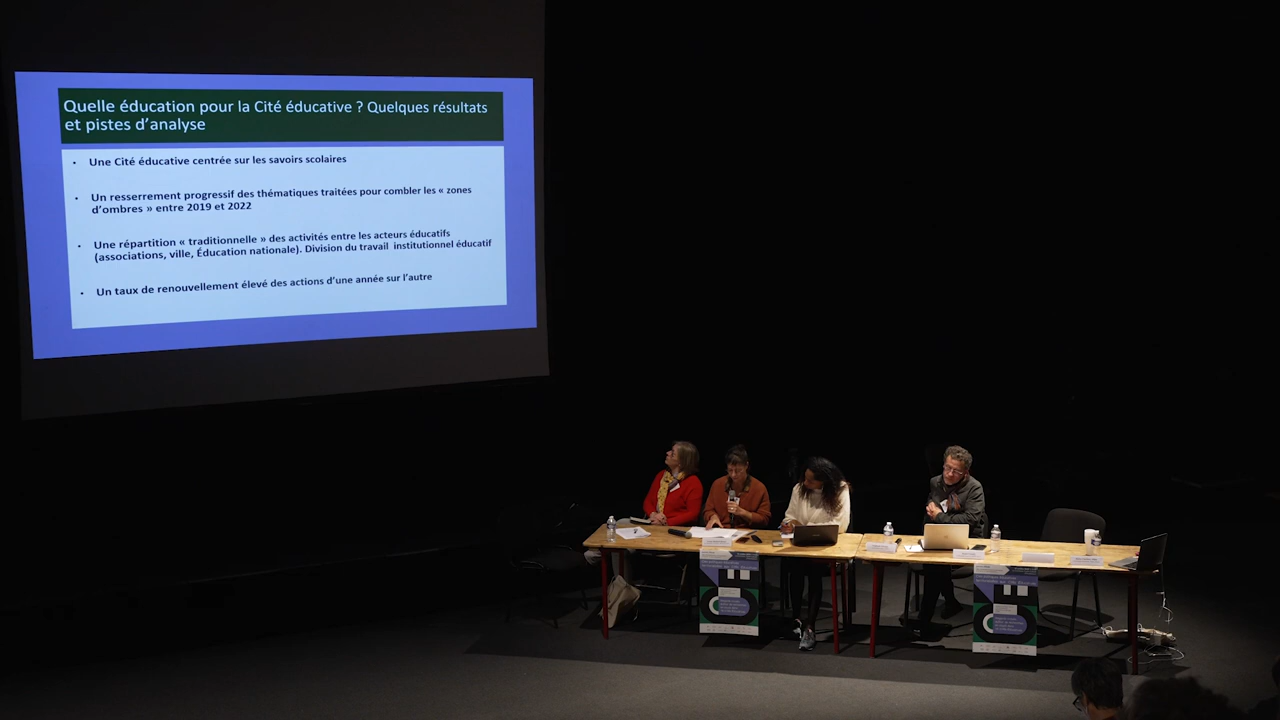 Quelle éducation pour la Cité éducative ? Quelques résultats
et pistes d'analyse
• Une Cité éducative centrée sur les savoirs scolaires
• Un resserrement progressif des thématiques traitées pour combler les « zones
d'ombres » entre 2019 et 2022
• Une répartition « traditionnelle » des activités entre les acteurs éducatifs
(associations, ville, Éducation nationale). Division du travail institutionnel éducatif
• Un taux de renouvellement élevé des actions d'une année sur l'autre